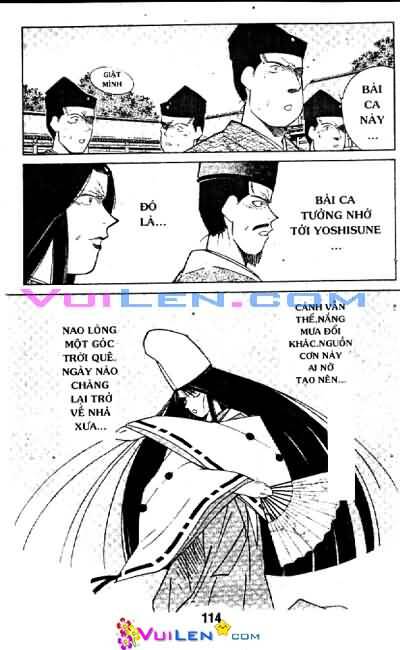 GIẬT
MÌNH
BÀI
CA
NÀY
...
ĐÓ
LÀ...
BÀI CA
TƯỞNG NHỚ
TỚI YOSHISUNE
...
VUILEN.COM
CẢNH VẪN
THẾ,NẮNG
MƯA ĐỔI
KHÁC.NGUỒN
CƠN NÀY
AI NỠ
TẠO NÊN...
NAO LÒNG
MỘT GÓC
TRỜI QUÊ.
NGÀY NÀO
CHÀNG
LẠI TRỞ
VỀ NHÀ
XƯA...
114
VUILEN.COM